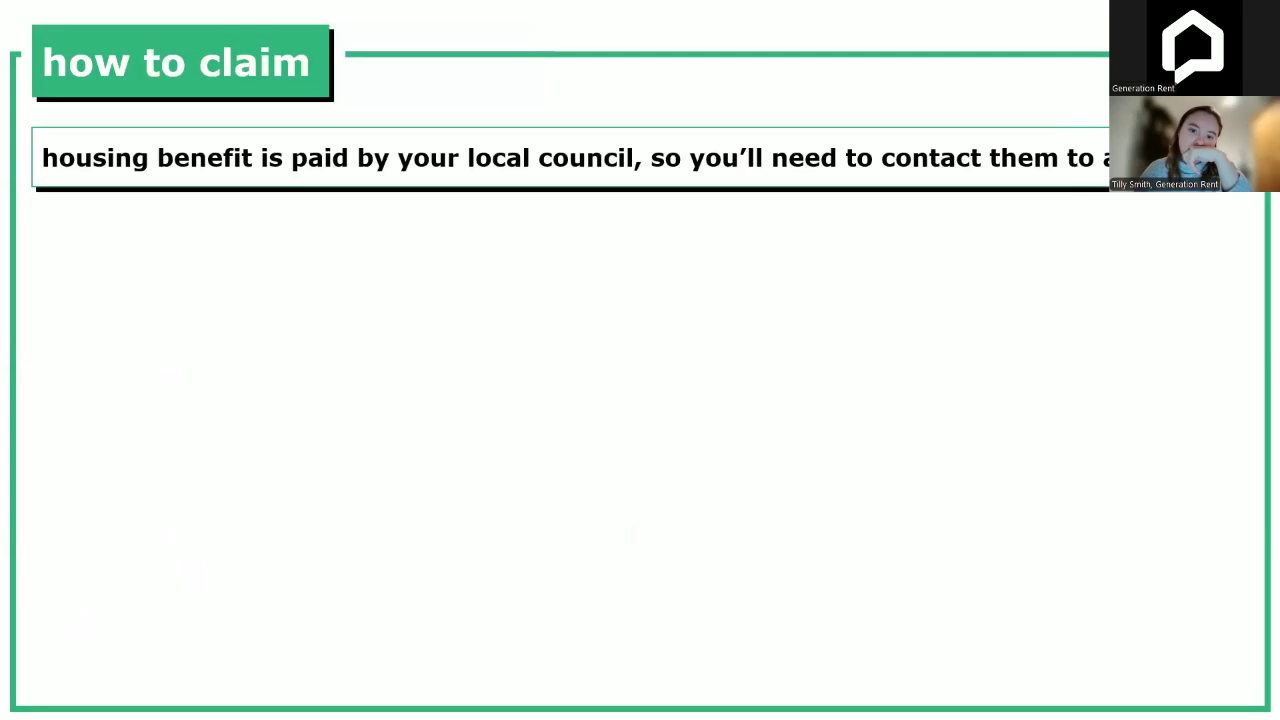 how to claim
housing benefit is paid by your local council, so you’ll need to contact them to
Generation Rent
Tilly Smith, Generation Rent